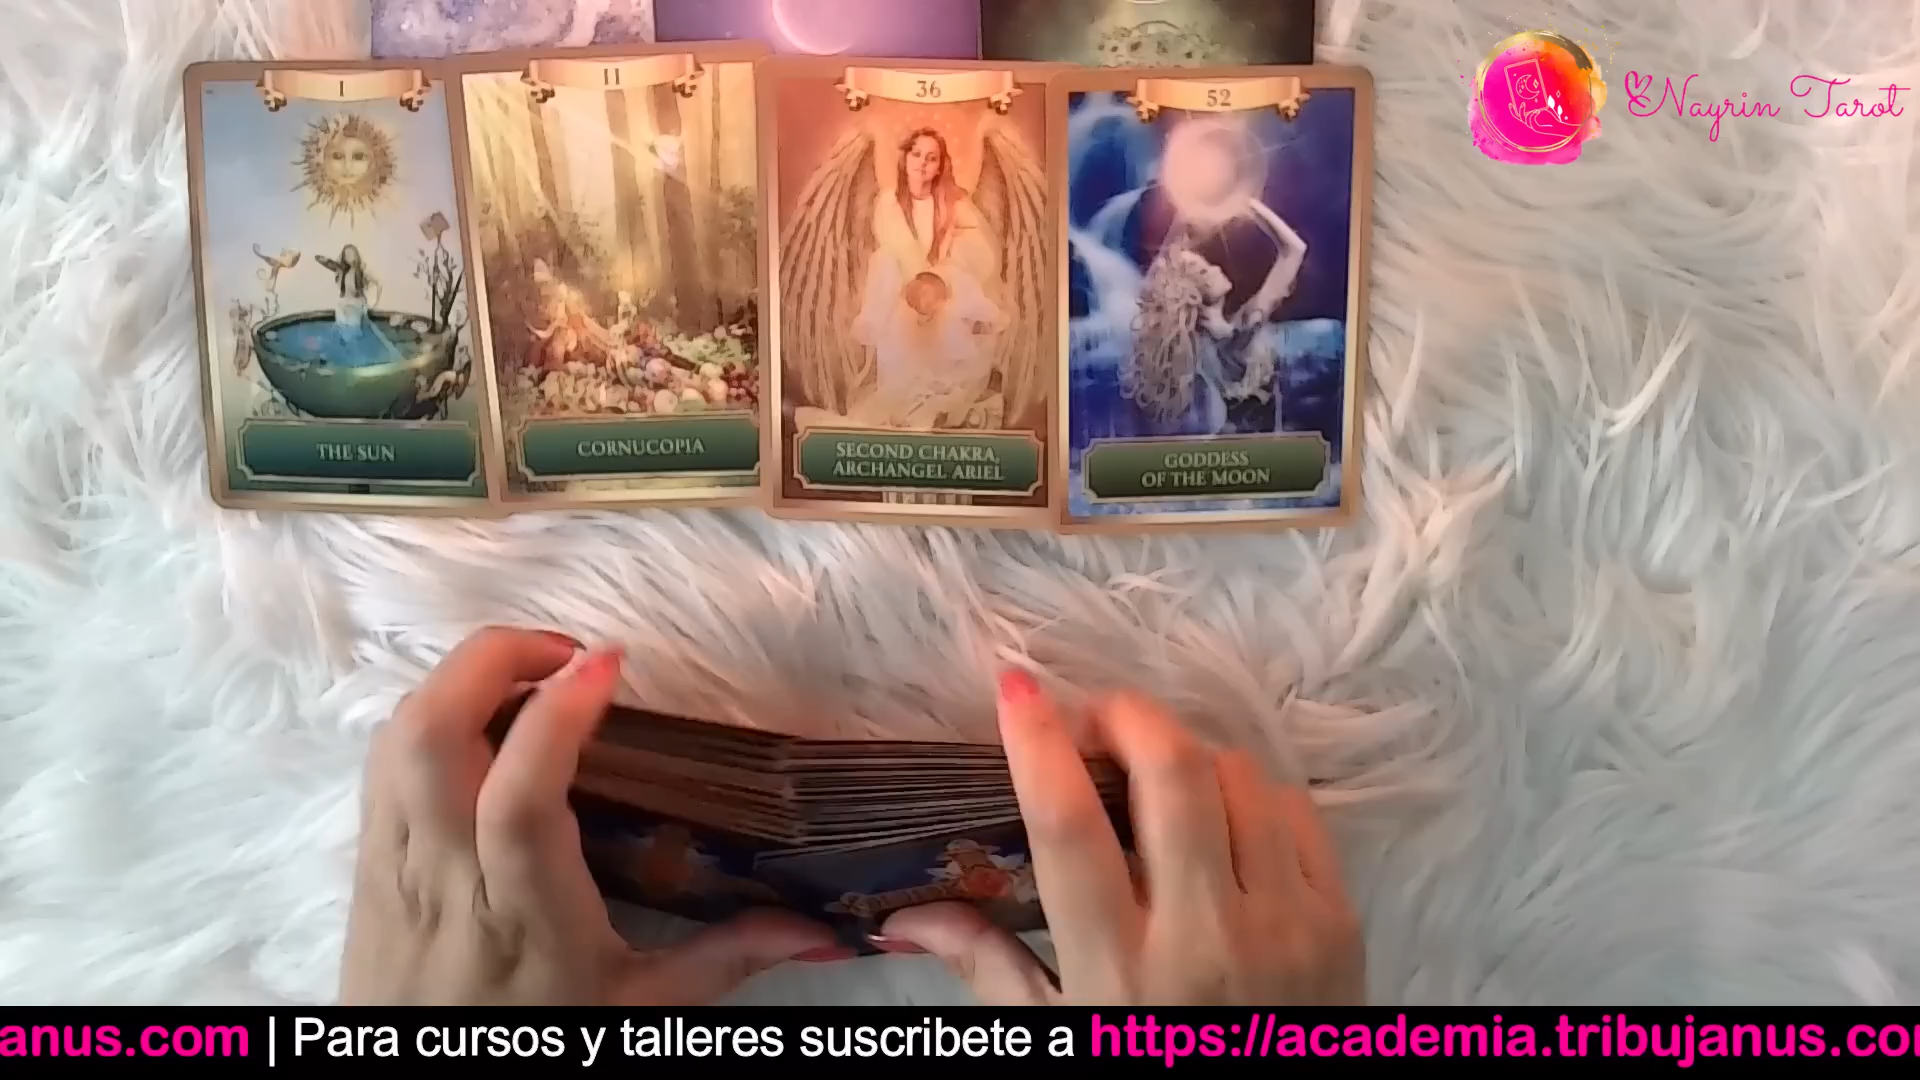 I
11
36
52
Nayrin Tarot
THE SUN
CORNUCOPIA
SECOND CHAKRA,
ARCHANGEL ARIEL
GODDESS
OF THE MOON
anus.com | Para cursos y talleres suscribete a https://academia.tribujanus.co